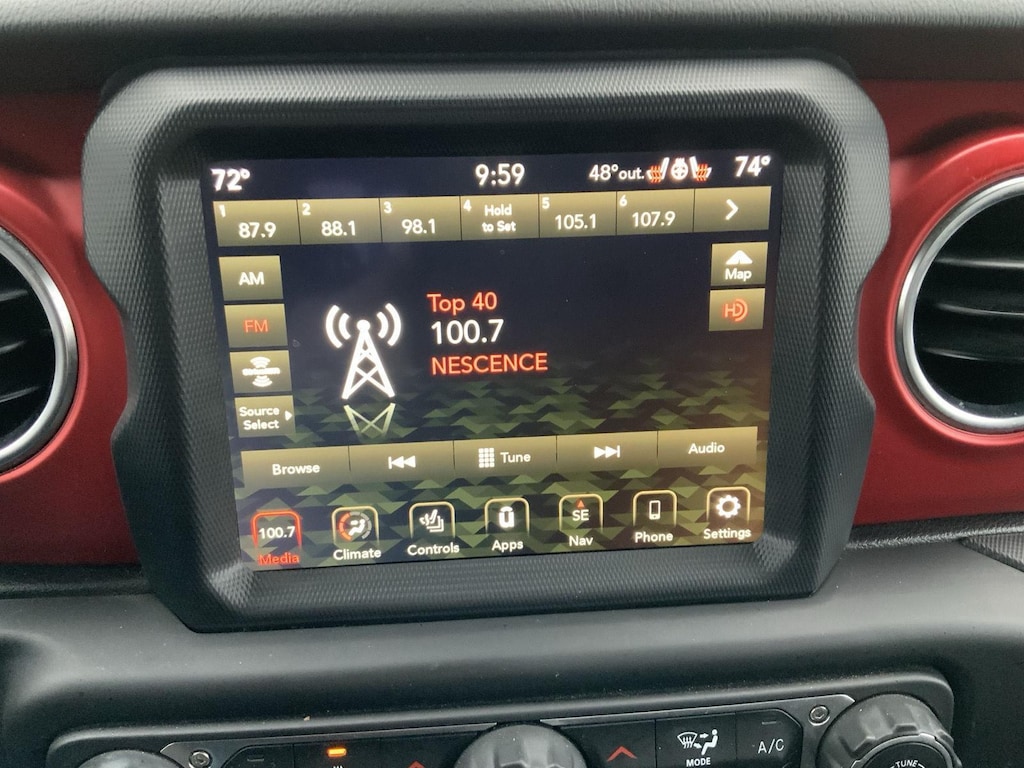 72° 9:59 48°out. 74°
1 87.9 2 88.1 3 98.1 4 Hold to Set 5 105.1 6 107.9
AM
Map
FM
HD
Top 40
100.7
NESCENCE
Source
Select
Browse Tune Audio
100.7 SE
Media Climate Controls Apps Nav Phone Settings
MODE A/C
TUNE